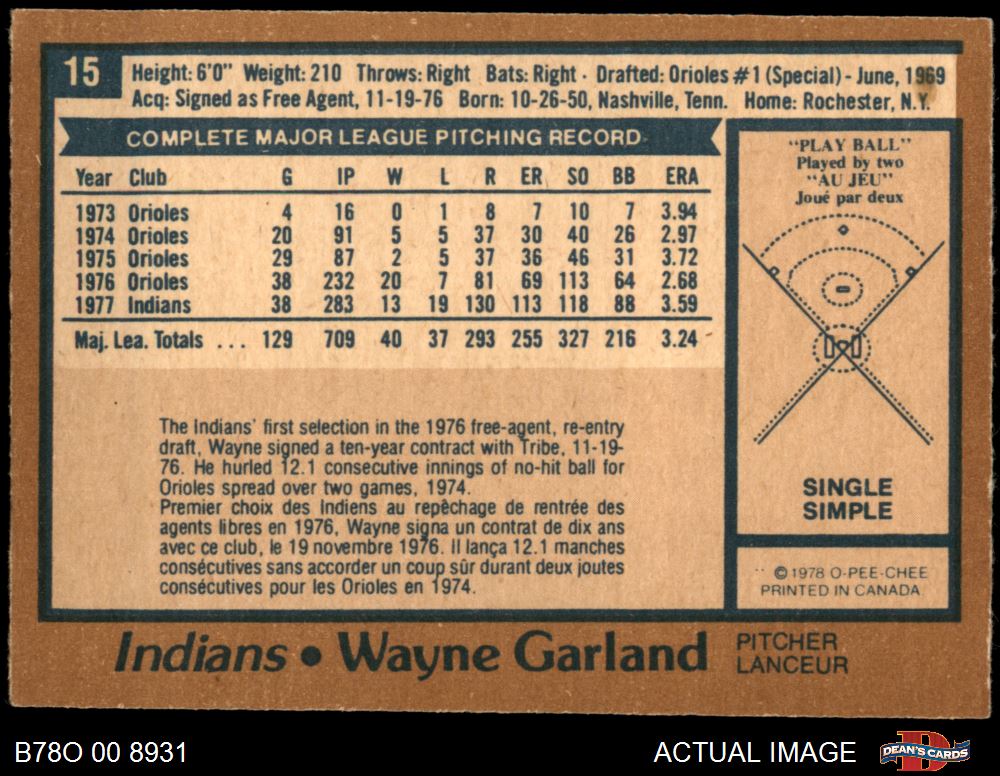 15
Height: 6'0" Weight: 210 Throws: Right Bats: Right · Drafted: Orioles #1 (Special) - June, 1969
Acq: Signed as Free Agent, 11-19-76 Born: 10-26-50, Nashville, Tenn. Home: Rochester, N.Y.
COMPLETE MAJOR LEAGUE PITCHING RECORD
Year Club G IP W L R ER SO BB ERA
1973 Orioles 4 16 0 1 8 7 10 7 3.94
1974 Orioles 20 91 5 5 37 30 40 26 2.97
1975 Orioles 29 87 2 5 37 36 46 31 3.72
1976 Orioles 38 232 20 7 81 69 113 64 2.68
1977 Indians 38 283 13 19 130 113 118 88 3.59
Maj. Lea. Totals ... 129 709 40 37 293 255 327 216 3.24
The Indians' first selection in the 1976 free-agent, re-entry
draft, Wayne signed a ten-year contract with Tribe, 11-19-
76. He hurled 12.1 consecutive innings of no-hit ball for
Orioles spread over two games, 1974.
Premier choix des Indiens au repêchage de rentrée des
agents libres en 1976, Wayne signa un contrat de dix ans
avec ce club, le 19 novembre 1976. Il lança 12.1 manches
consécutives sans accorder un coup sûr durant deux joutes
consécutives pour les Orioles en 1974.
"PLAY BALL"
Played by two
"AU JEU"
Joué par deux
SINGLE
SIMPLE
© 1978 O-PEE-CHEE
PRINTED IN CANADA
Indians • Wayne Garland
PITCHER
LANCEUR
B78O 00 8931
ACTUAL IMAGE
DEAN'S CARDS